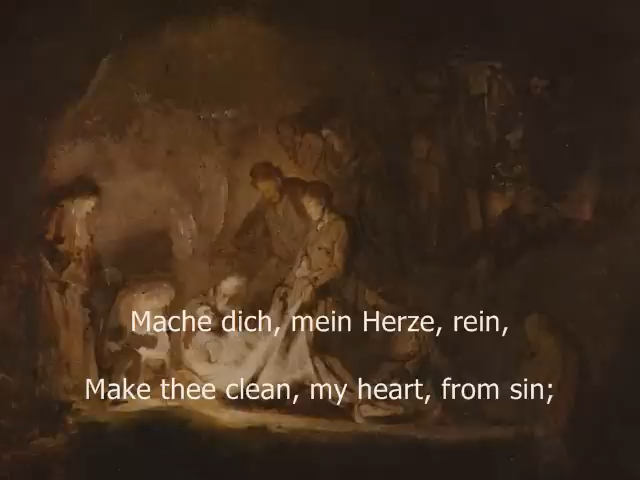 Mache dich, mein Herze, rein,
Make thee clean, my heart, from sin;